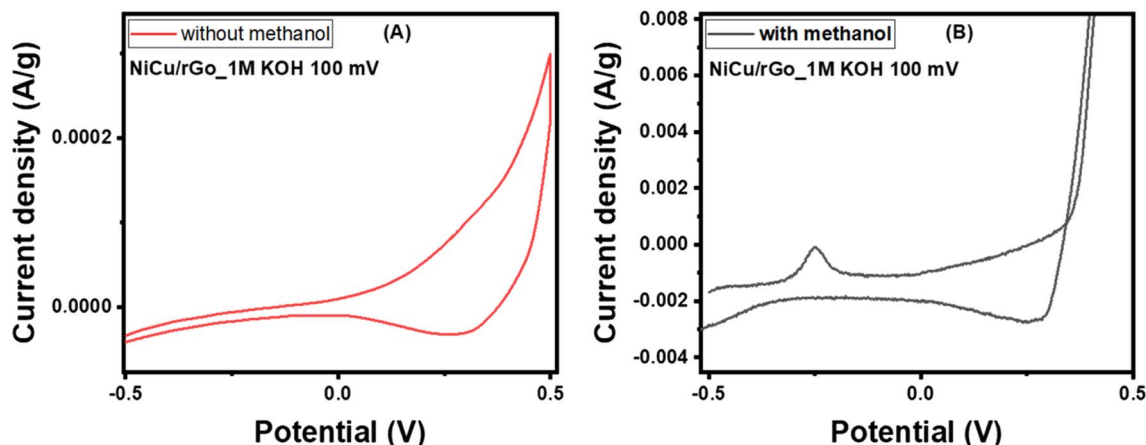 without methanol
(A)
NiCu/rGo_1M KOH 100 mV
Current density (A/g)
0.0002
0.0000
-0.5
0.0
0.5
Potential (V)
with methanol
(B)
NiCu/rGo_1M KOH 100 mV
Current density (A/g)
0.008
0.006
0.004
0.002
0.000
-0.002
-0.004
-0.5
0.0
0.5
Potential (V)